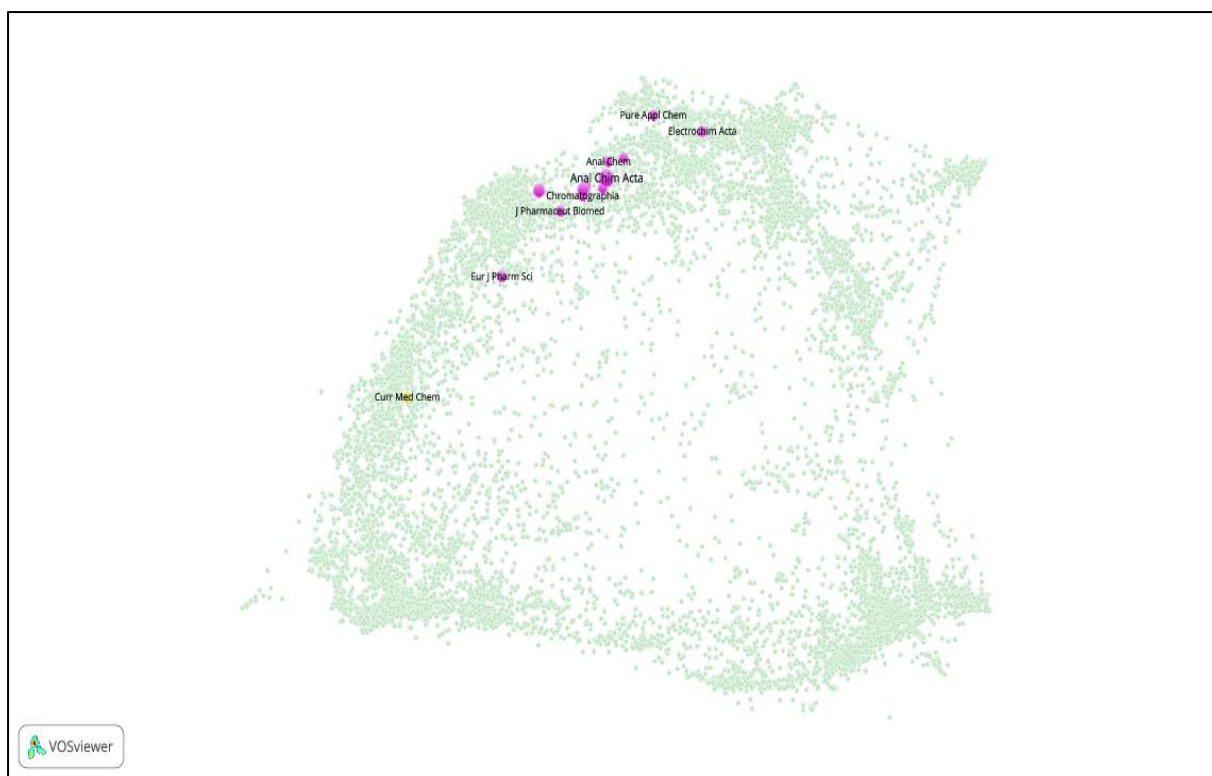 Pure Appl Chem
Electrochim Acta
Anal Chem
Anal Chim Acta
Chromatographia
J Pharmaceut Biomed
Eur J Pharm Sci
Curr Med Chem
VOSviewer